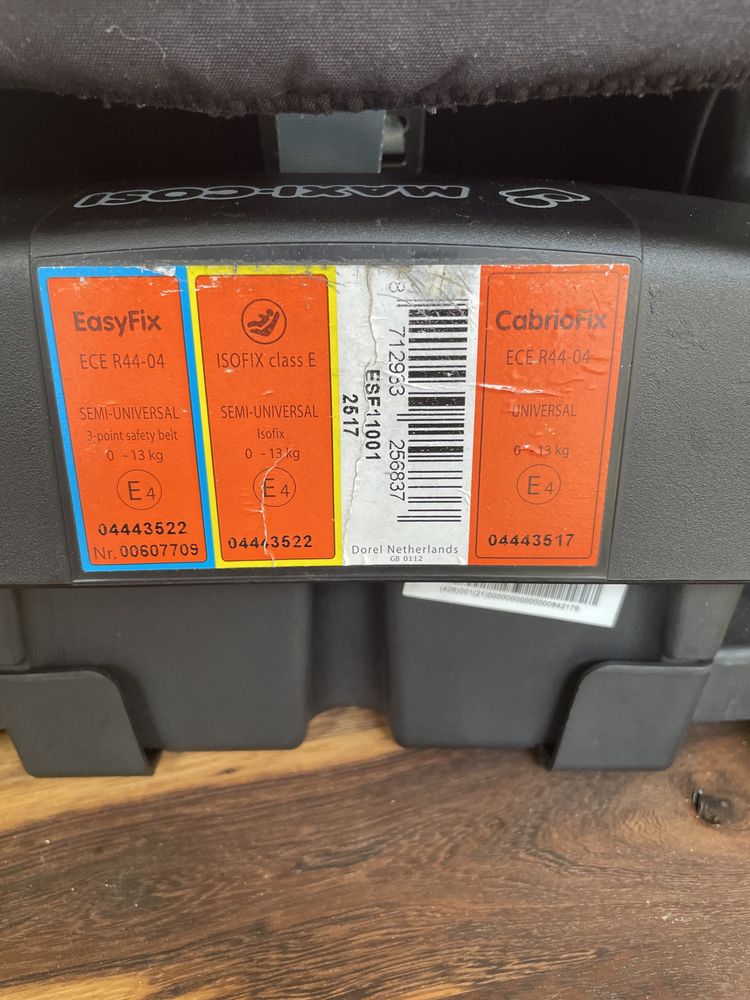 MAXI-COSI
EasyFix
ECE R44-04
SEMI-UNIVERSAL
3-point safety belt
0 - 13 kg
E4
04443522
Nr. 00607709
ISOFIX class E
SEMI-UNIVERSAL
Isofix
0 - 13 kg
E4
04443522
8 712933 256837
ESF11001
2517
Dorel Netherlands
GB 0112
CabrioFix
ECE R44-04
UNIVERSAL
0 - 13 kg
E4
04443517